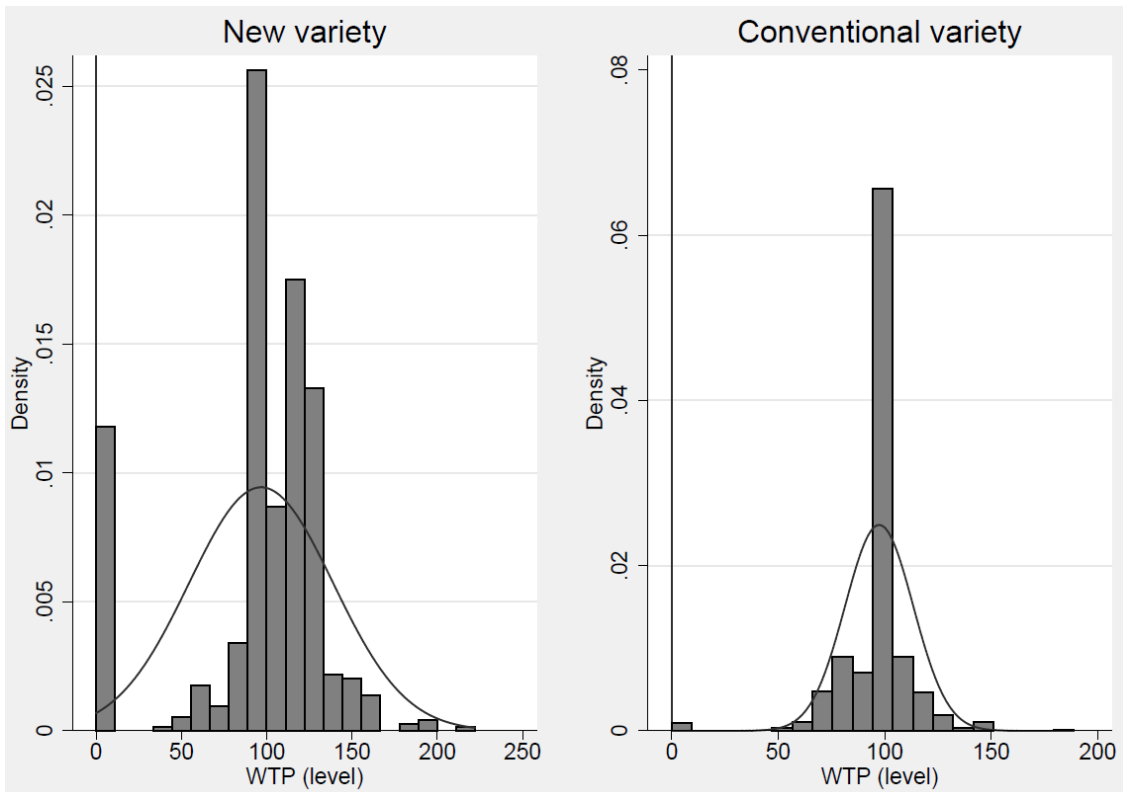 New variety
Density
0
.005
.01
.015
.02
.025
0 50 100 150 200 250
WTP (level)
Conventional variety
Density
0
.02
.04
.06
.08
0 50 100 150 200
WTP (level)